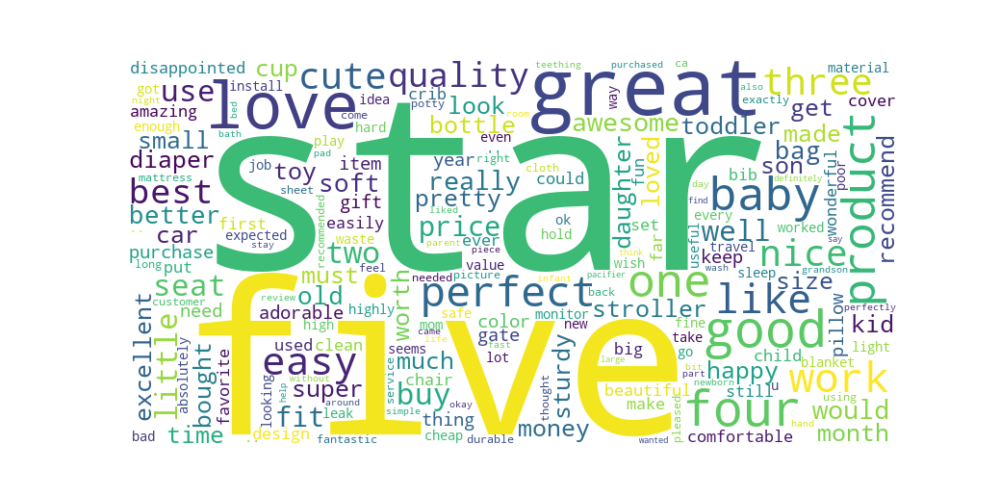 disappointed
cup
cute
quality
teething
purchased
ca
great
three
material
got
use
install
love
idea
crib
look
way
also
exactly
get
cover
night
amazing
bed
come
potty
bottle
room
awesome
toddler
made
enough
small
bath
hard
even
star
product
play
year
right
daughter
fun
loved
bag
son
wonderful
poor
recommend
diaper
job
pad
item
cloth
could
bib
mattress
toy
soft
really
day
definitely
best
sheet
gift
pretty
liked
find
baby
better
first
recommended
easily
price
ok
hold
set
every
worked
say
car
expected
waste
ever
far
useful
well
travel
nice
purchase
stay
two
parent
piece
wish
think
keep
long
put
feel
picture
value
infant
pacifier
wash
sleep
grandson
seat
must
needed
perfect
back
one
size
customer
review
old
worth
stroller
like
perfectly
excellent
need
adorable
highly
mom
safe
color
monitor
new
fine
pillow
kid
little
high
came
life
gate
take
good
absolutely
bought
favorite
used
clean
seems
fast
lot
big
go
child
light
easy
much
large
bit
happy
blanket
looking
without
super
service
chair
buy
okay
thought
sturdy
part
newborn
still
u
work
help
around
simple
beautiful
using
five
fit
leak
thing
make
pleased
four
would
bad
time
design
fantastic
cheap
durable
money
wanted
comfortable
hand
month